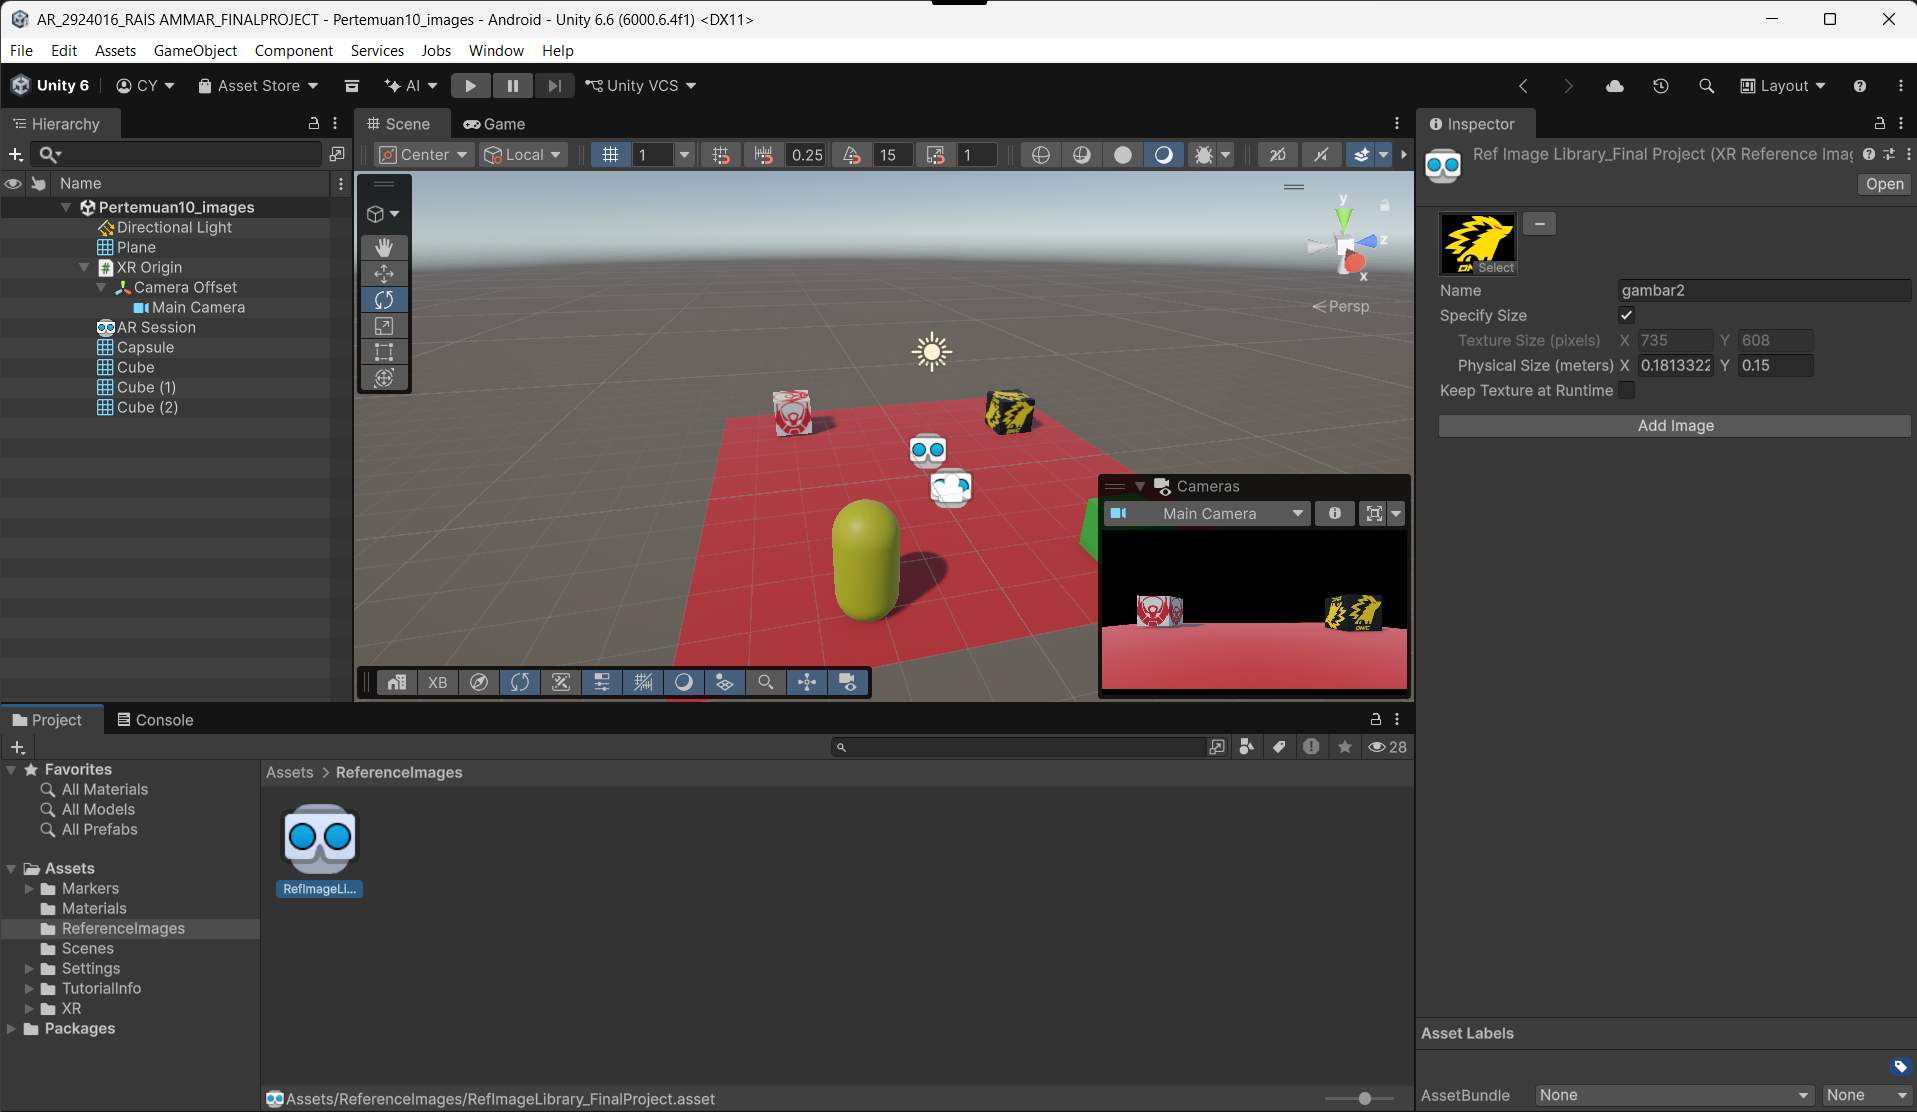 AR_2924016_RAIS AMMAR_FINALPROJECT - Pertemuan10_images - Android - Unity 6.6 (6000.6.4f1) <DX11>
File Edit Assets GameObject Component Services Jobs Window Help
Unity 6 CY Asset Store AI Unity VCS Layout
Hierarchy
Name
Pertemuan10_images
Directional Light
Plane
XR Origin
Camera Offset
Main Camera
AR Session
Capsule
Cube
Cube (1)
Cube (2)
Scene Game
Center Local 1 0.25 15 1 2D
y
z
x
Persp
Cameras
Main Camera
XB
Inspector
Ref Image Library_Final Project (XR Reference Imag
Open
Select
Name gambar2
Specify Size
Texture Size (pixels) X 735 Y 608
Physical Size (meters) X 0.1813322 Y 0.15
Keep Texture at Runtime
Add Image
Project Console
28
Favorites
All Materials
All Models
All Prefabs
Assets
Markers
Materials
ReferenceImages
Scenes
Settings
TutorialInfo
XR
Packages
Assets > ReferenceImages
RefImageLi...
Assets/ReferenceImages/RefImageLibrary_FinalProject.asset
Asset Labels
AssetBundle None None